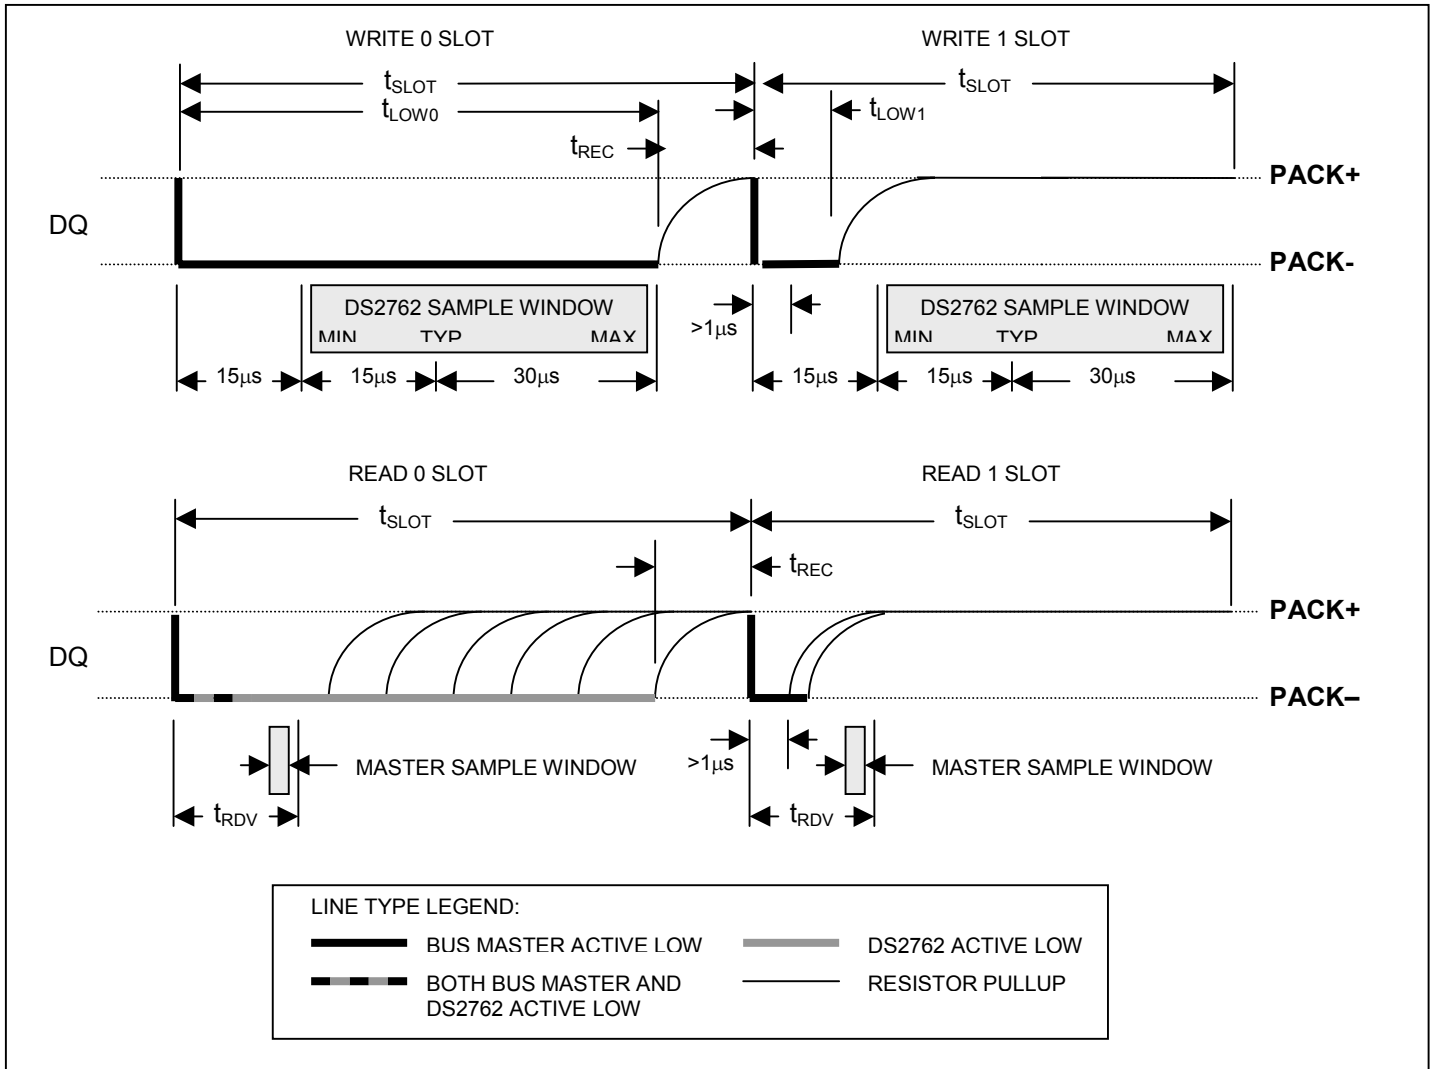 WRITE 0 SLOT
WRITE 1 SLOT
tSLOT
tSLOT
tLOW0
tLOW1
tREC
PACK+
DQ
PACK-
DS2762 SAMPLE WINDOW
MIN TYP MAX
>1μs
DS2762 SAMPLE WINDOW
MIN TYP MAX
15μs 15μs 30μs
15μs 15μs 30μs
READ 0 SLOT
READ 1 SLOT
tSLOT
tSLOT
tREC
PACK+
DQ
PACK–
MASTER SAMPLE WINDOW
>1μs
MASTER SAMPLE WINDOW
tRDV
tRDV
LINE TYPE LEGEND:
BUS MASTER ACTIVE LOW
DS2762 ACTIVE LOW
BOTH BUS MASTER AND
DS2762 ACTIVE LOW
RESISTOR PULLUP